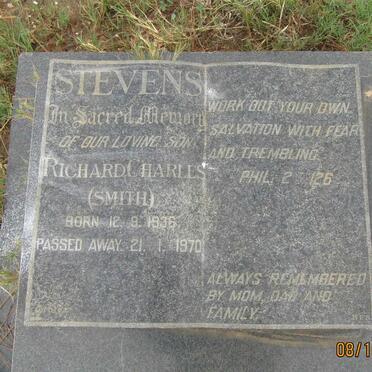 STEVENS
In Sacred Memory
OF OUR LOVING SON
RICHARD CHARLES
(SMITH)
BORN 12. 9. 1936
PASSED AWAY 21. 1. 1970
WORK OUT YOUR OWN
SALVATION WITH FEAR
AND TREMBLING.
PHIL. 2 126
ALWAYS REMEMBERED
BY MOM, DAD AND
FAMILY.
08/1